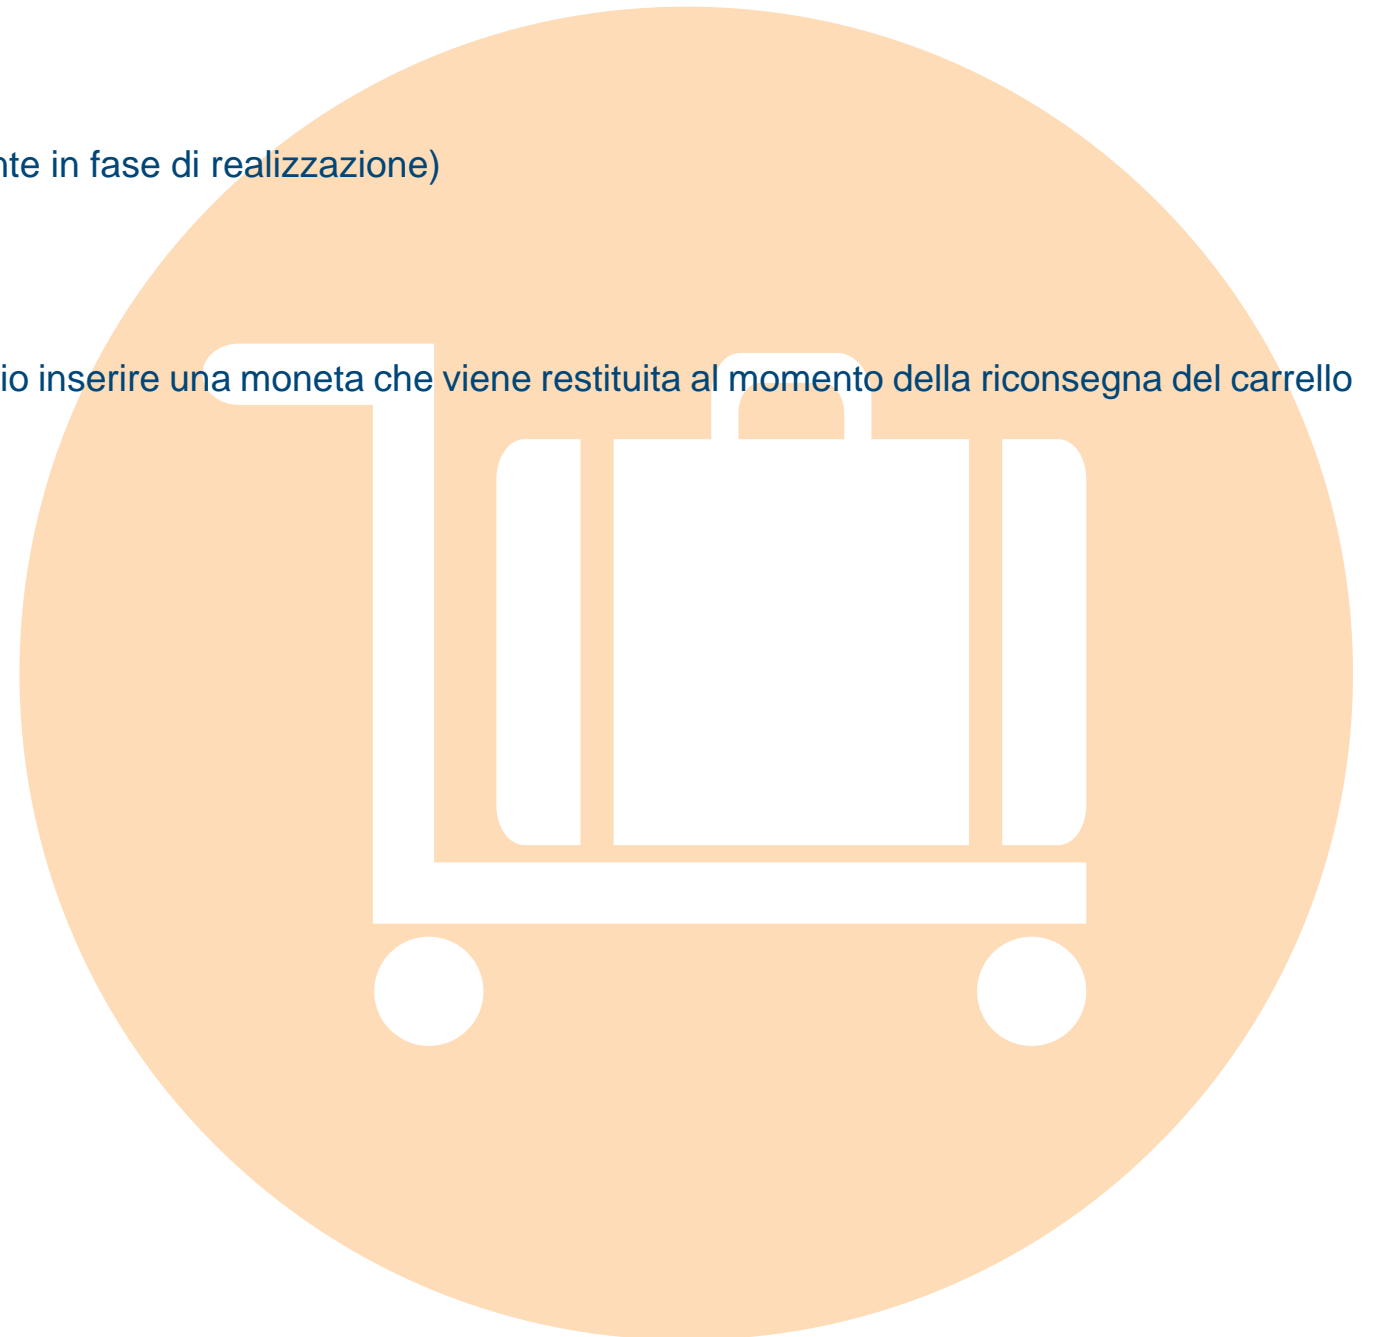 nte in fase di realizzazione)
io inserire una moneta che viene restituita al momento della riconsegna del carrello